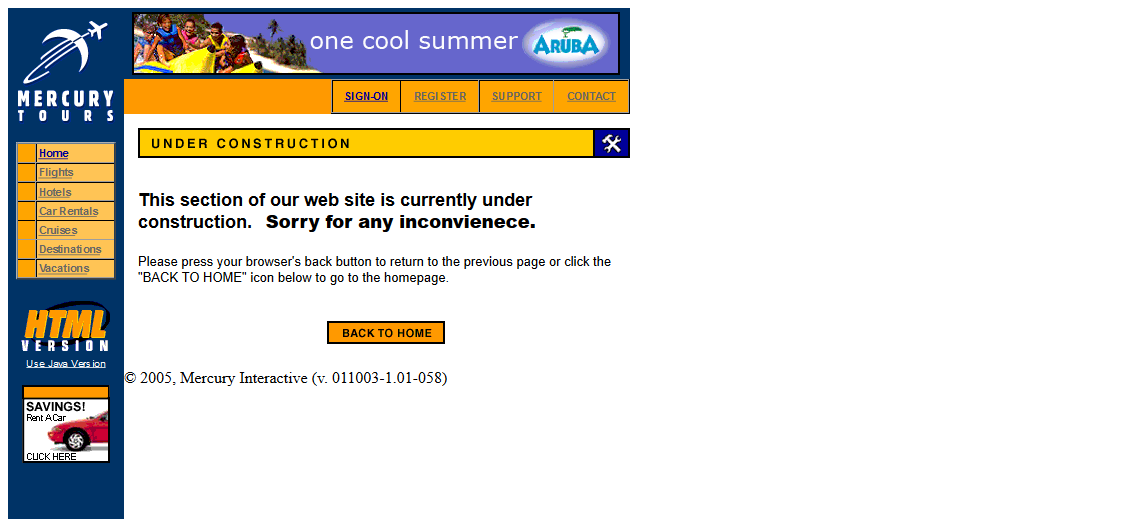 one cool summer ARUBA
MERCURY
TOURS
SIGN-ON REGISTER SUPPORT CONTACT
UNDER CONSTRUCTION
Home
Flights
Hotels
Car Rentals
Cruises
Destinations
Vacations
HTML
VERSION
Use Java Version
SAVINGS!
Rent A Car
CLICK HERE
This section of our web site is currently under
construction. Sorry for any inconvienece.
Please press your browser's back button to return to the previous page or click the
"BACK TO HOME" icon below to go to the homepage.
BACK TO HOME
© 2005, Mercury Interactive (v. 011003-1.01-058)